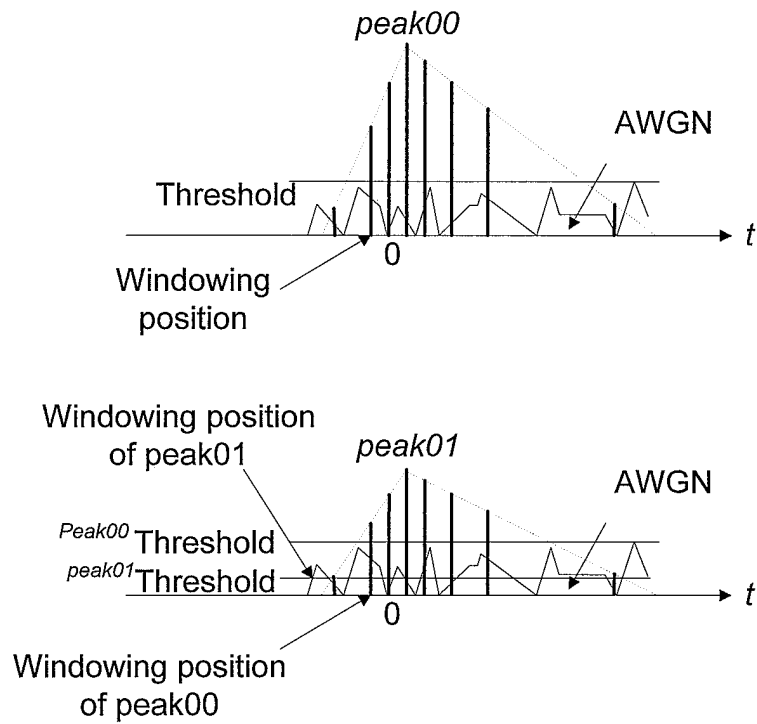 peak00
AWGN
Threshold
t
0
Windowing
position
Windowing position
of peak01
peak01
AWGN
Peak00 Threshold
peak01 Threshold
t
0
Windowing position
of peak00